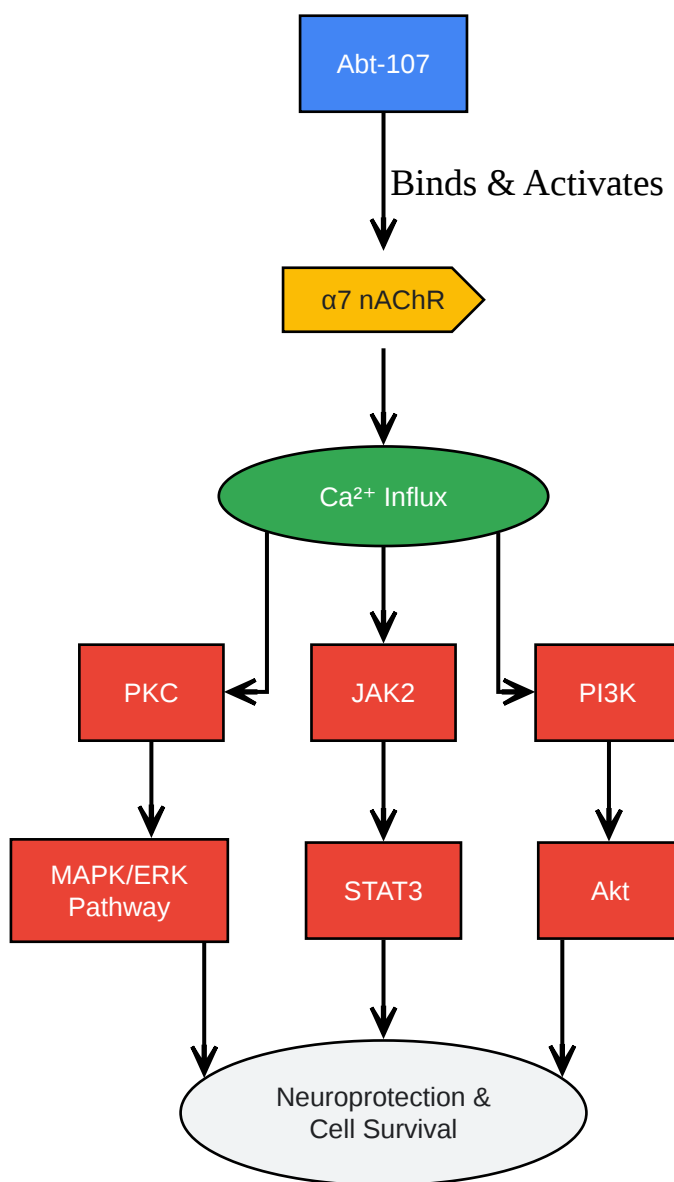 Abt-107
Binds & Activates
α7 nAChR
Ca²⁺ Influx
PKC
JAK2
PI3K
MAPK/ERK
Pathway
STAT3
Akt
Neuroprotection &
Cell Survival